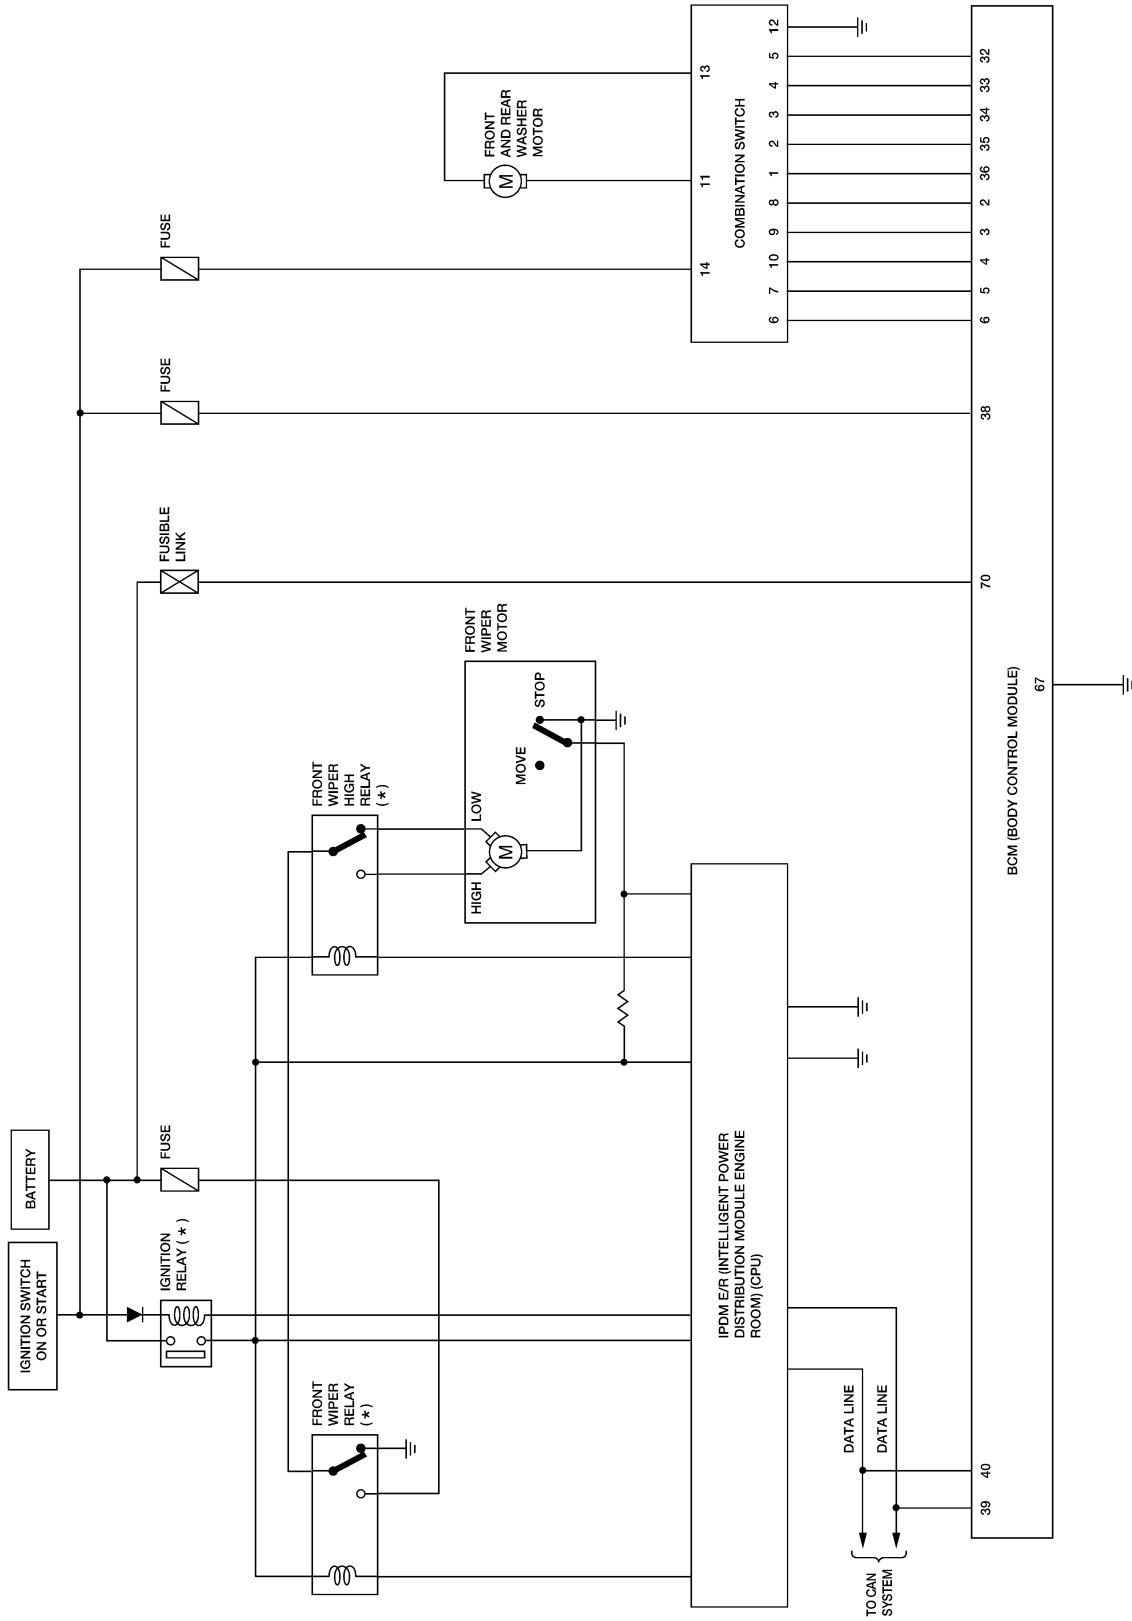 IGNITION SWITCH
ON OR START
BATTERY
IGNITION
RELAY (*)
FUSE
FUSIBLE
LINK
FUSE
FUSE
FRONT
WIPER
RELAY
(*)
FRONT
WIPER
HIGH
RELAY
(*)
FRONT
WIPER
MOTOR
HIGH
LOW
MOVE
STOP
FRONT
AND REAR
WASHER
MOTOR
14
11
13
IPDM E/R (INTELLIGENT POWER
DISTRIBUTION MODULE ENGINE
ROOM) (CPU)
COMBINATION SWITCH
6
7
10
9
8
1
2
3
4
5
12
DATA LINE
DATA LINE
TO CAN
SYSTEM
39
40
70
38
6
5
4
3
2
36
35
34
33
32
BCM (BODY CONTROL MODULE)
67